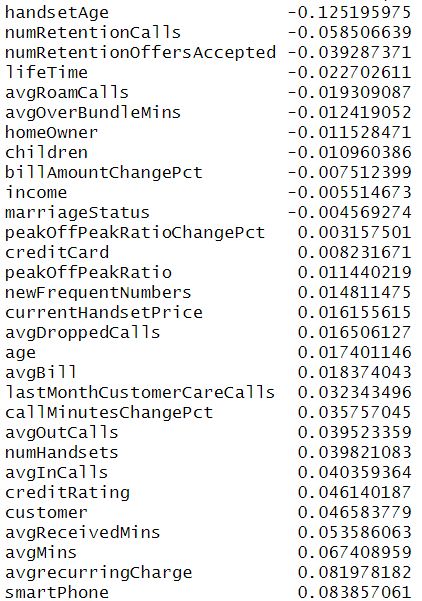 handsetAge -0.125195975
numRetentionCalls -0.058506639
numRetentionOffersAccepted -0.039287371
lifeTime -0.022702611
avgRoamCalls -0.019309087
avgOverBundleMins -0.012419052
homeOwner -0.011528471
children -0.010960386
billAmountChangePct -0.007512399
income -0.005514673
marriageStatus -0.004569274
peakOffPeakRatioChangePct 0.003157501
creditCard 0.008231671
peakOffPeakRatio 0.011440219
newFrequentNumbers 0.014811475
currentHandsetPrice 0.016155615
avgDroppedCalls 0.016506127
age 0.017401146
avgBill 0.018374043
lastMonthCustomerCareCalls 0.032343496
callMinutesChangePct 0.035757045
avgOutCalls 0.039523359
numHandsets 0.039821083
avgInCalls 0.040359364
creditRating 0.046140187
customer 0.046583779
avgReceivedMins 0.053586063
avgMins 0.067408959
avgrecurringCharge 0.081978182
smartPhone 0.083857061